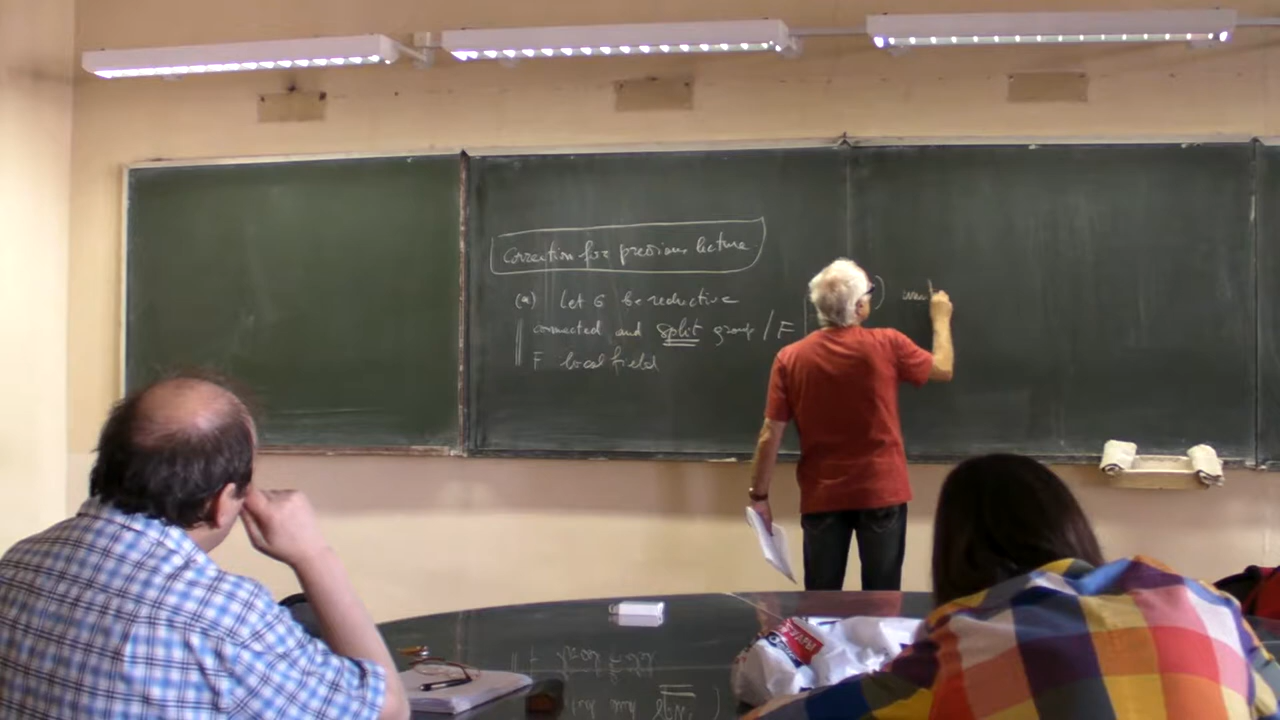 Correction for previous lecture.
(a) Let G be reductive
connected and split group / F
F local field